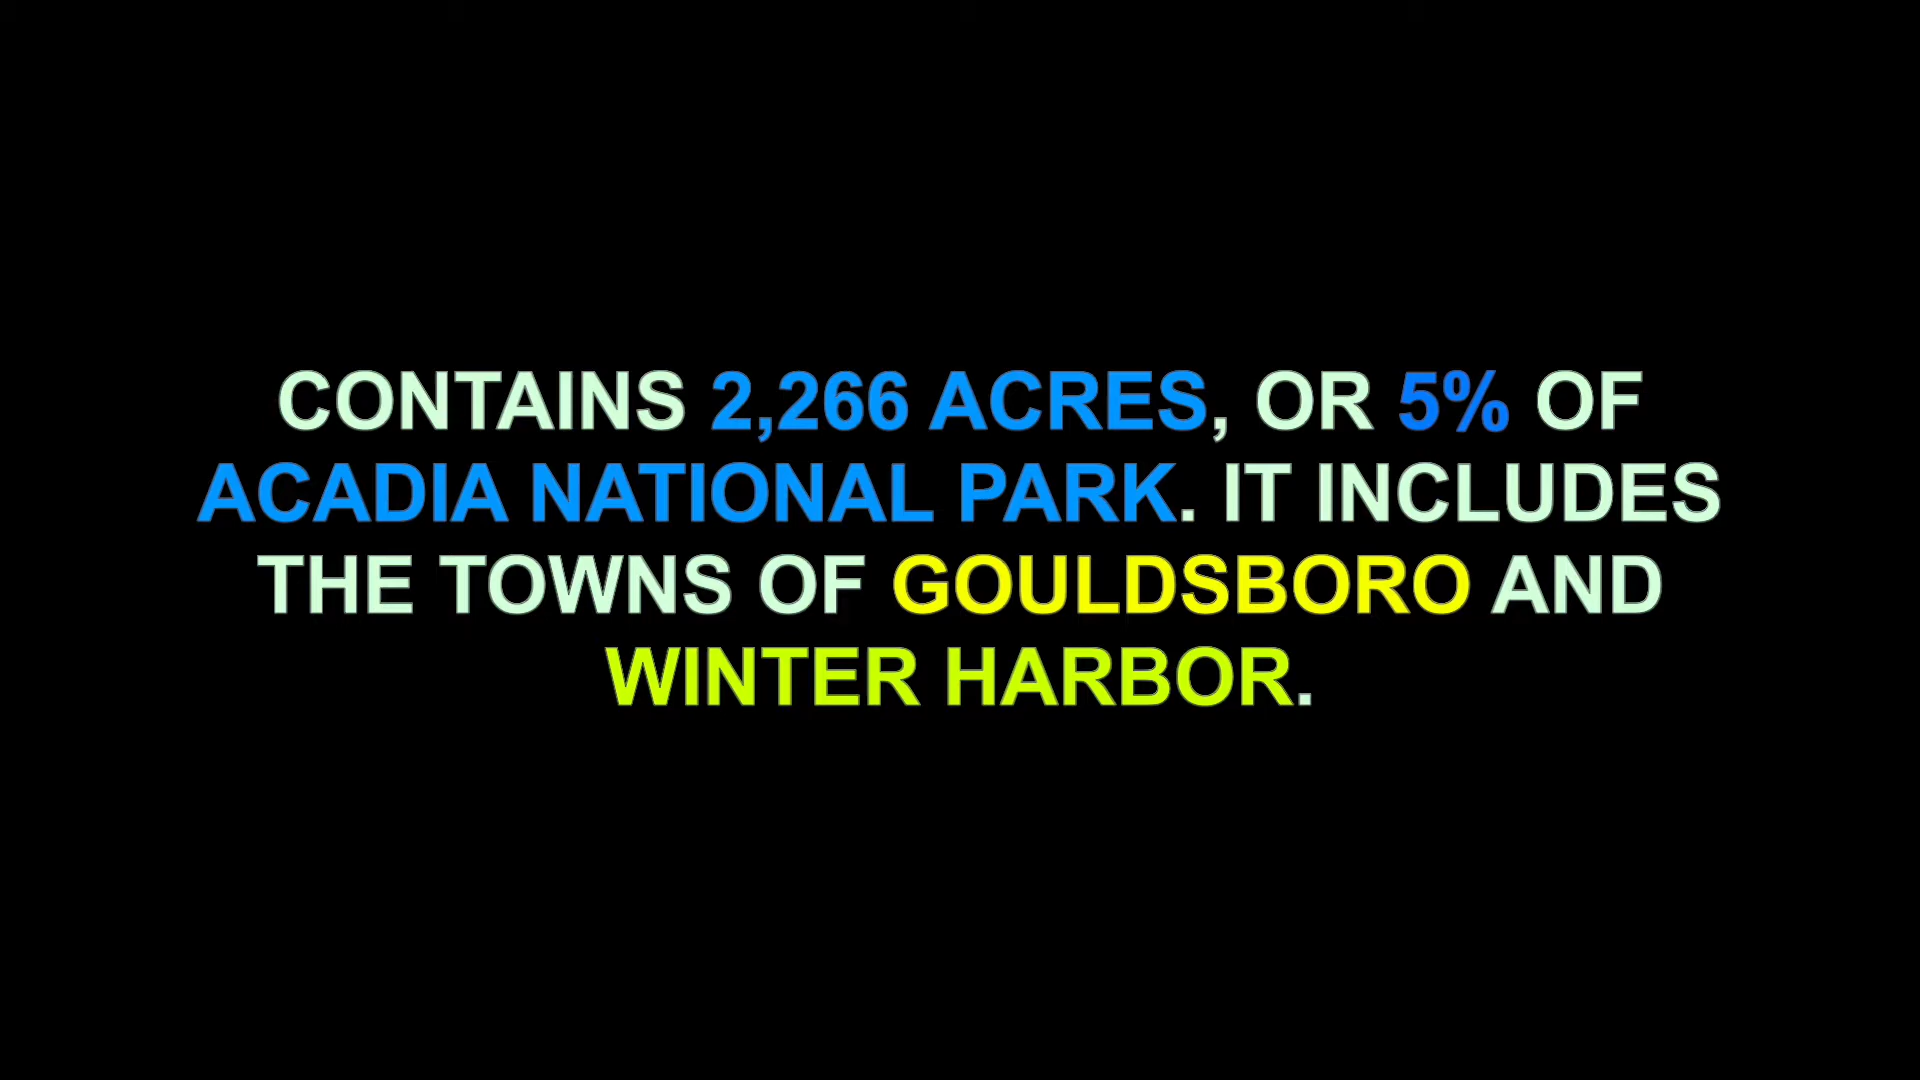 CONTAINS 2,266 ACRES, OR 5% OF
ACADIA NATIONAL PARK. IT INCLUDES
THE TOWNS OF GOULDSBORO AND
WINTER HARBOR.